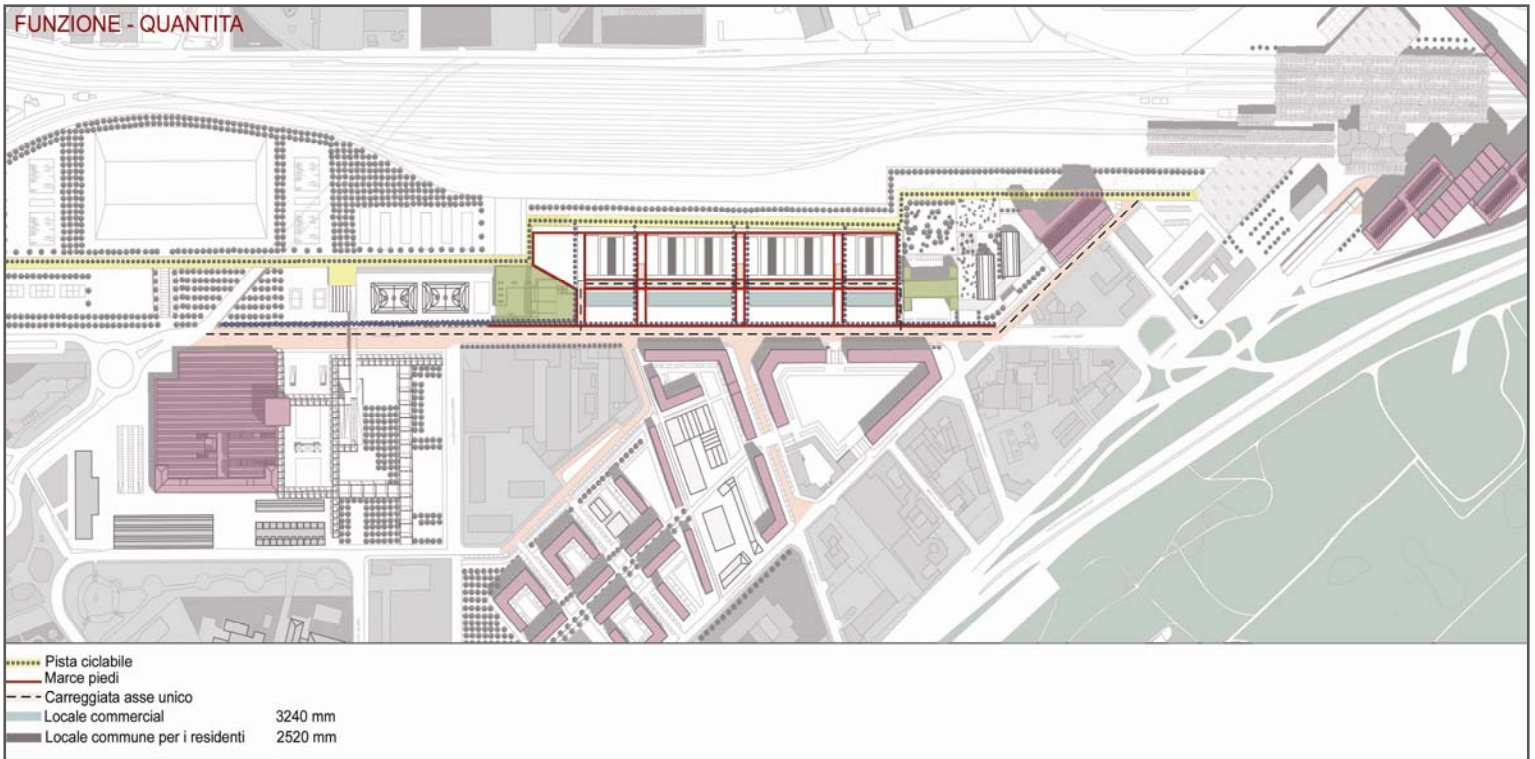 FUNZIONE - QUANTITA
Pista ciclabile
Marce piedi
Carreggiata asse unico
Locale commercial 3240 mm
Locale commune per i residenti 2520 mm